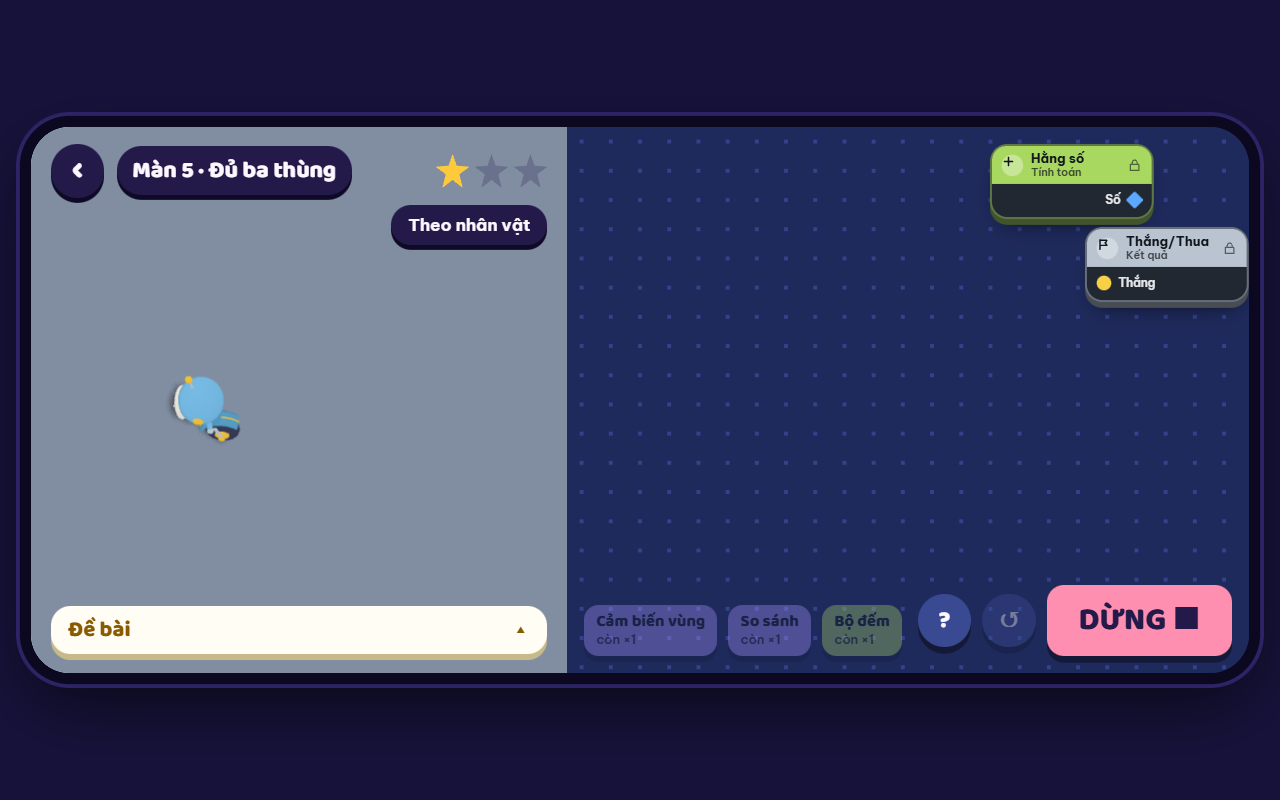 Màn 5 • Đủ ba thùng
Theo nhân vật
Hằng số
Tính toán
Số
Thắng/Thua
Kết quả
Thắng
Đề bài
Cảm biến vùng
còn ×1
So sánh
còn ×1
Bộ đếm
còn ×1
?
DỪNG